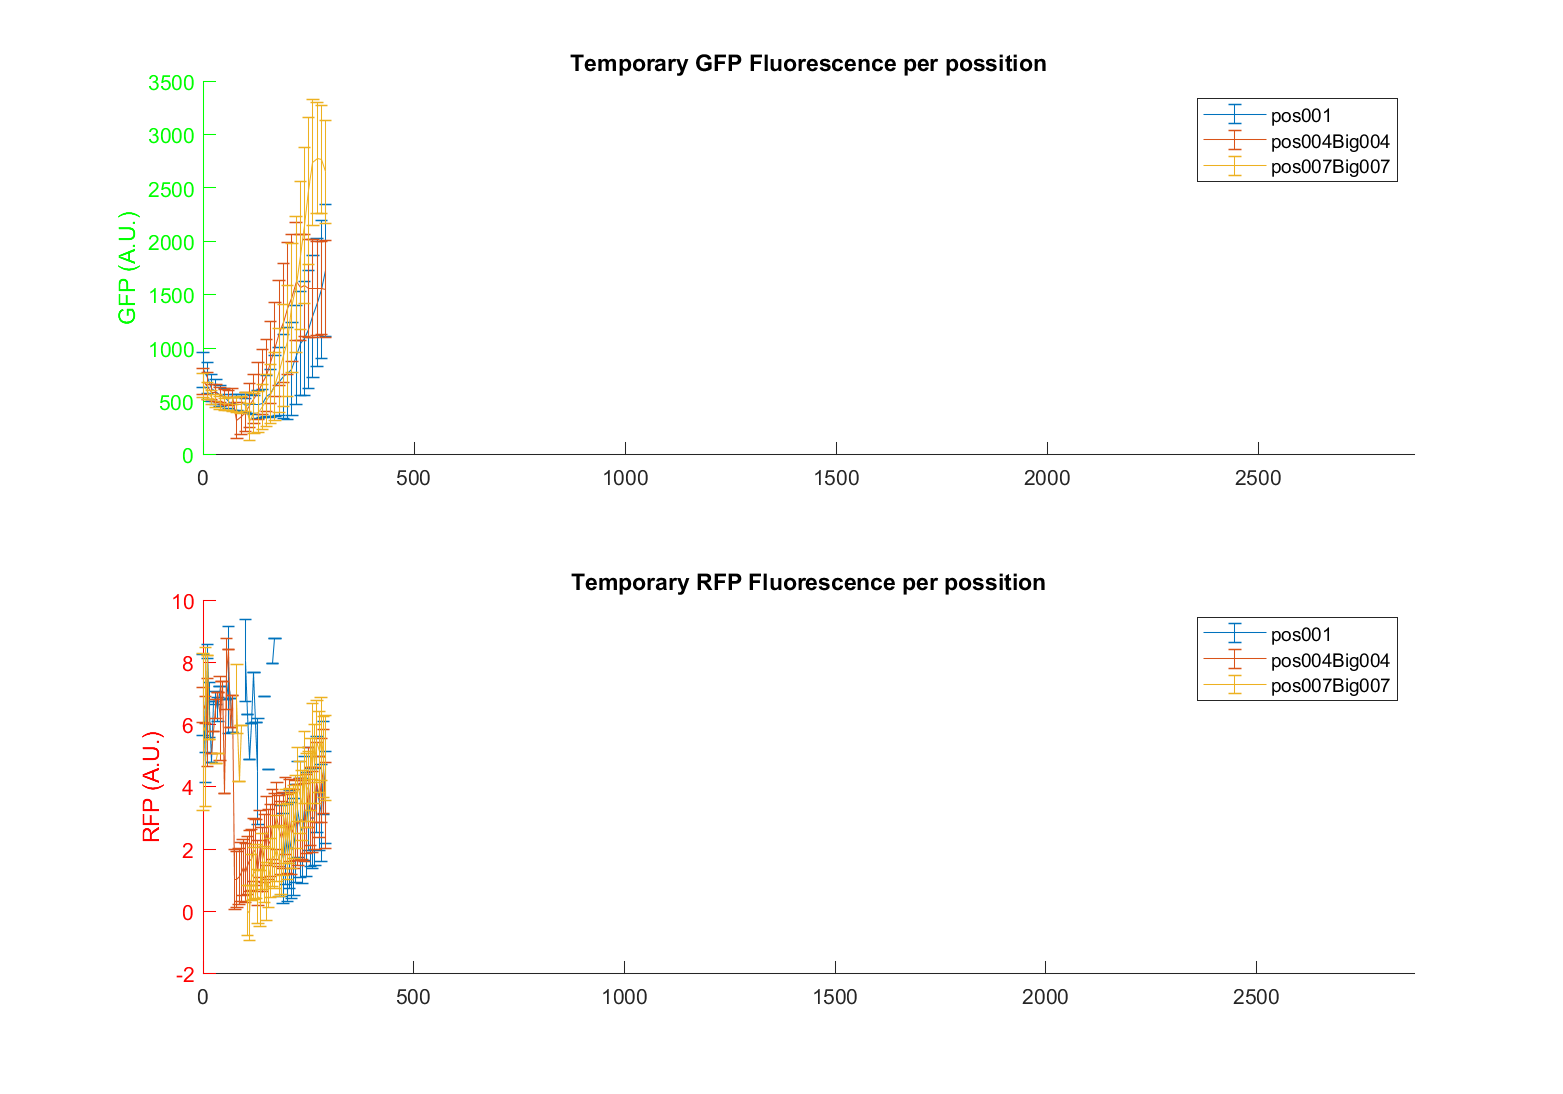 Temporary GFP Fluorescence per possition
3500
3000
2500
2000
1500
1000
500
0
GFP (A.U.)
pos001
pos004Big004
pos007Big007
0 500 1000 1500 2000 2500
Temporary RFP Fluorescence per possition
10
8
6
4
2
0
-2
RFP (A.U.)
pos001
pos004Big004
pos007Big007
0 500 1000 1500 2000 2500